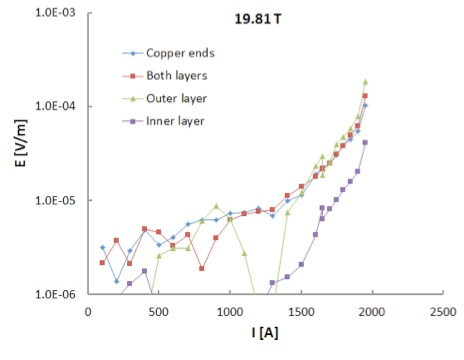 19.81 T
1.0E-03
1.0E-04
1.0E-05
1.0E-06
E [V/m]
Copper ends
Both layers
Outer layer
Inner layer
0 500 1000 1500 2000 2500
I [A]